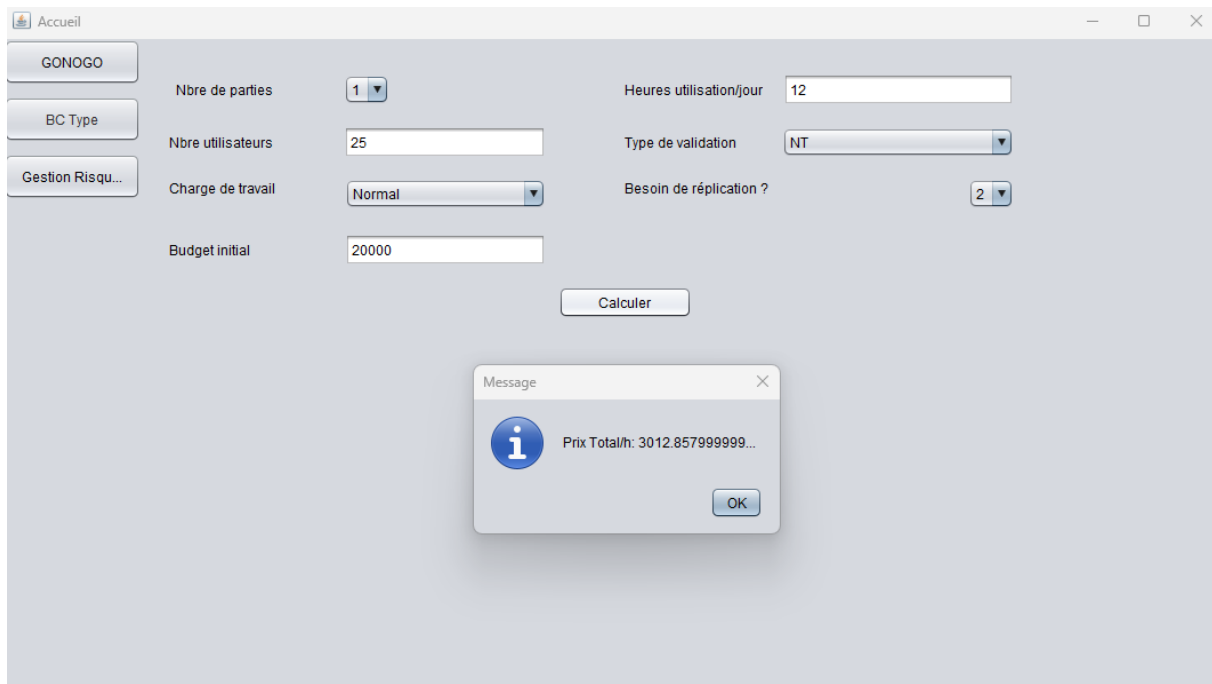 Accueil
GONOGO
BC Type
Gestion Risqu...
Nbre de parties
1
Heures utilisation/jour
12
Nbre utilisateurs
25
Type de validation
NT
Charge de travail
Normal
Besoin de réplication ?
2
Budget initial
20000
Calculer
Message
Prix Total/h: 3012.857999999...
OK